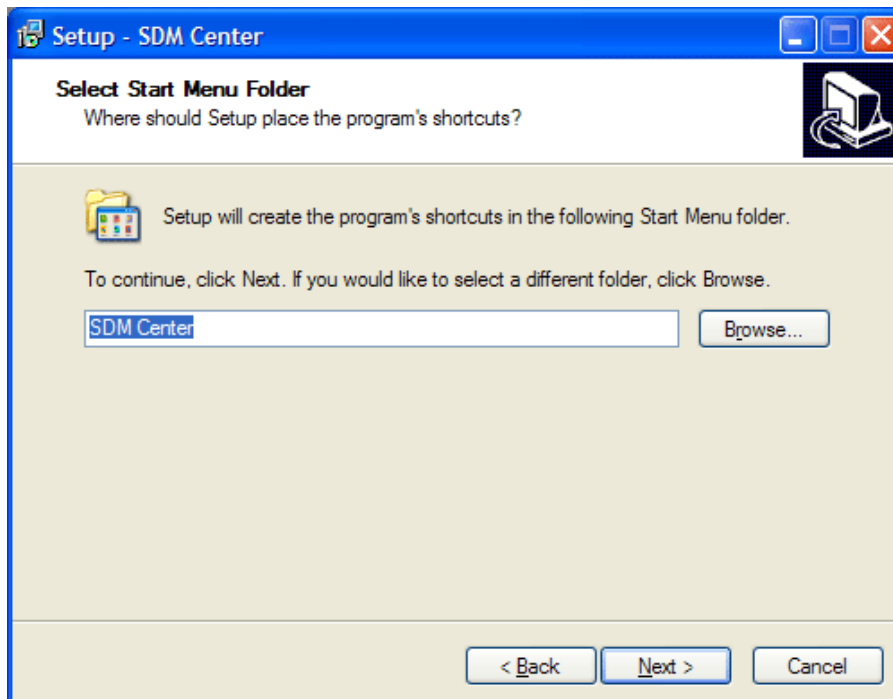 Setup - SDM Center
Select Start Menu Folder
Where should Setup place the program's shortcuts?
Setup will create the program's shortcuts in the following Start Menu folder.
To continue, click Next. If you would like to select a different folder, click Browse.
SDM Center
Browse...
< Back
Next >
Cancel